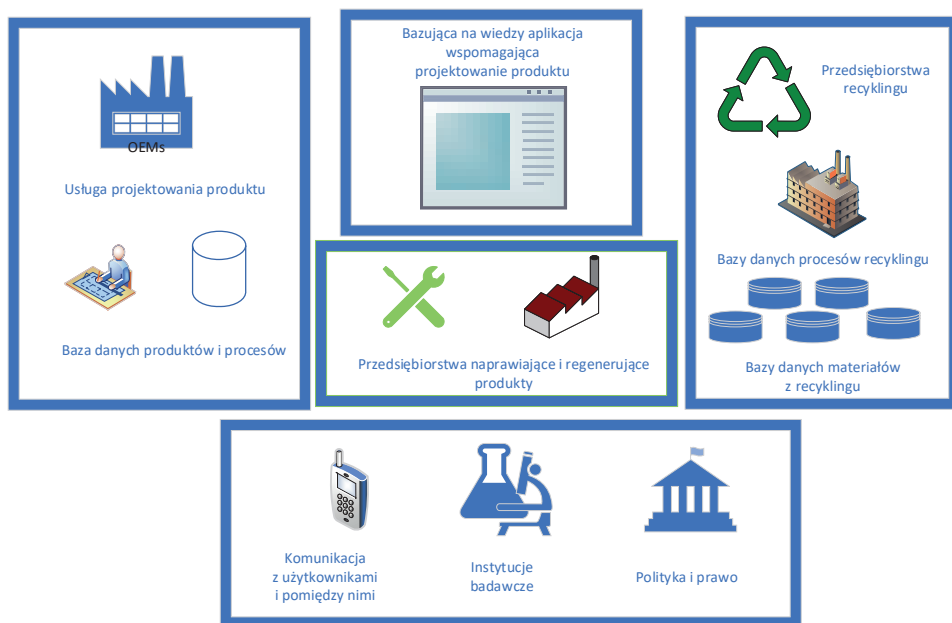 OEMs
Usługa projektowania produktu
Baza danych produktów i procesów
Bazująca na wiedzy aplikacja
wspomagająca
projektowanie produktu
Przedsiębiorstwa naprawiające i regenerujące
produkty
Przedsiębiorstwa
recyklingu
Bazy danych procesów recyklingu
Bazy danych materiałów
z recyklingu
Komunikacja
z użytkownikami
i pomiędzy nimi
Instytucje
badawcze
Polityka i prawo